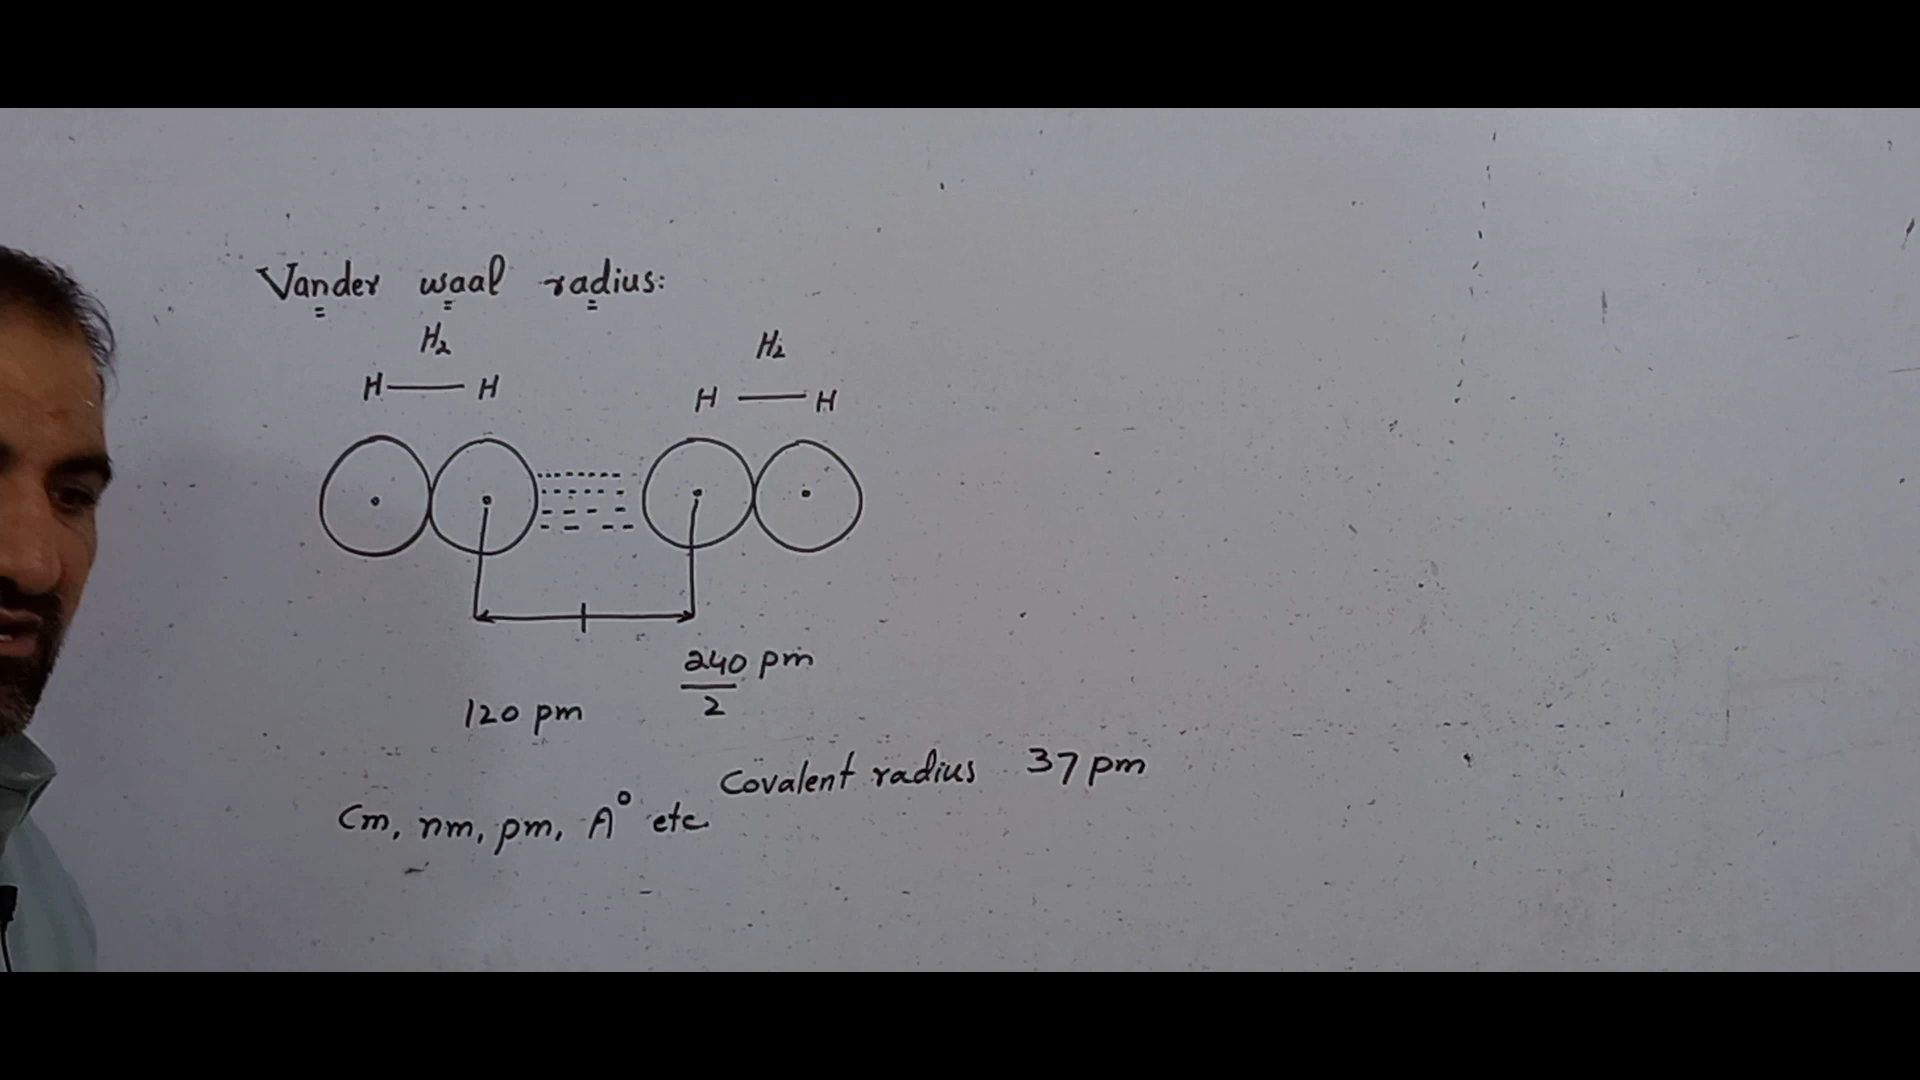 Vander waal radius:
H₂ H₂
H — H H — H
240 pm
2
120 pm
Covalent radius 37 pm
Cm, nm, pm, A° etc